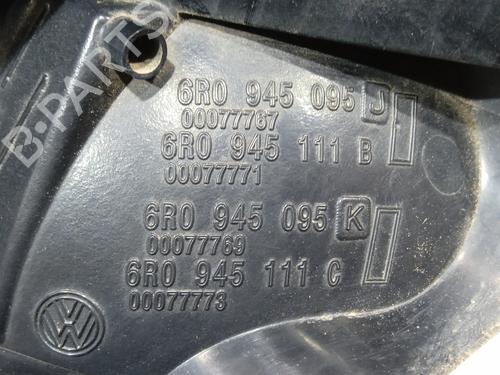 B-PARTS
6R0 945 095 J
00077767
6R0 945 111 B
00077771
6R0 945 095 K
00077769
6R0 945 111 C
00077773
VW